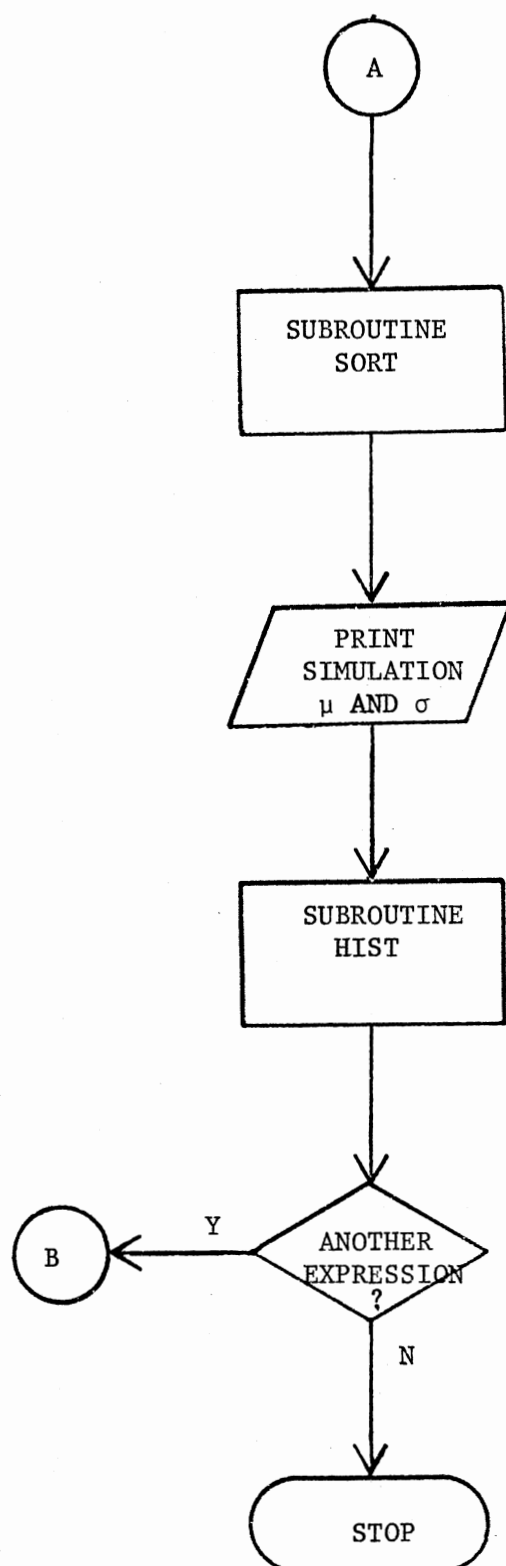 A
SUBROUTINE
SORT
PRINT
SIMULATION
μ AND σ
SUBROUTINE
HIST
Y
B
ANOTHER
EXPRESSION
?
N
STOP